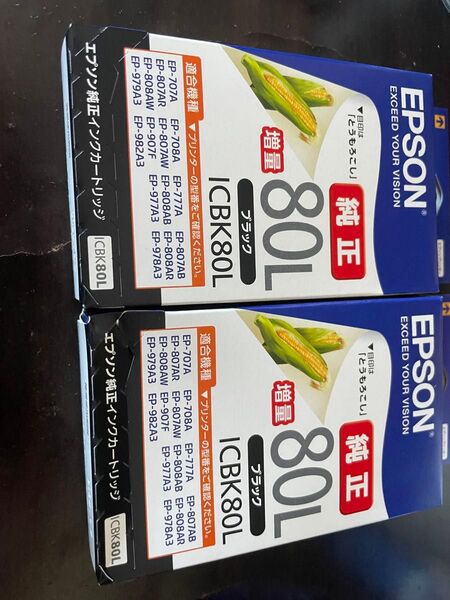 EPSON
EXCEED YOUR VISION
▼目印は
「とうもろこし」
純正
増量
80L
ブラック
ICBK80L
適合機種 ▼プリンターの型番をご確認ください。
EP-707A EP-708A EP-777A EP-807AB
EP-807AR EP-807AW EP-808AB EP-808AR
EP-808AW EP-907F EP-977A3 EP-978A3
EP-979A3 EP-982A3
エプソン純正インクカートリッジ ICBK80L
EPSON
EXCEED YOUR VISION
▼目印は
「とうもろこし」
純正
増量
80L
ブラック
ICBK80L
適合機種 ▼プリンターの型番をご確認ください。
EP-707A EP-708A EP-777A EP-807AB
EP-807AR EP-807AW EP-808AB EP-808AR
EP-808AW EP-907F EP-977A3 EP-978A3
EP-979A3 EP-982A3
エプソン純正インクカートリッジ ICBK80L